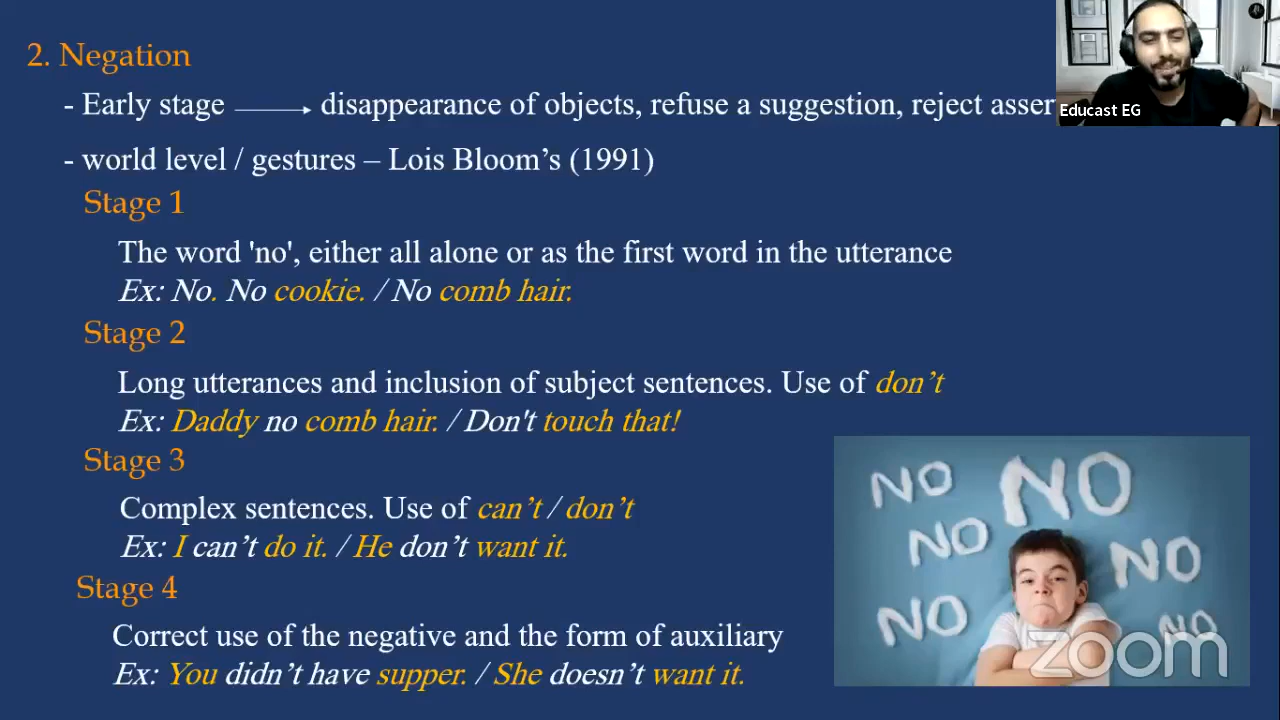 2. Negation
- Early stage → disappearance of objects, refuse a suggestion, reject asser
Educast EG
- world level / gestures – Lois Bloom’s (1991)
Stage 1
The word 'no', either all alone or as the first word in the utterance
Ex: No. No cookie. / No comb hair.
Stage 2
Long utterances and inclusion of subject sentences. Use of don’t
Ex: Daddy no comb hair. / Don't touch that!
Stage 3
Complex sentences. Use of can’t / don’t
Ex: I can’t do it. / He don’t want it.
Stage 4
Correct use of the negative and the form of auxiliary
Ex: You didn’t have supper. / She doesn’t want it.
NO NO
NO NO
NO NO
zoom